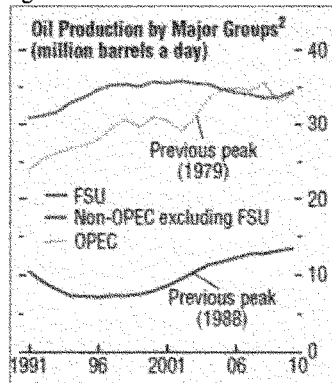 Oil Production by Major Groups²
(million barrels a day)
40
30
20
10
0
Previous peak
(1979)
FSU
Non-OPEC excluding FSU
OPEC
Previous peak
(1988)
1991
96
2001
06
10